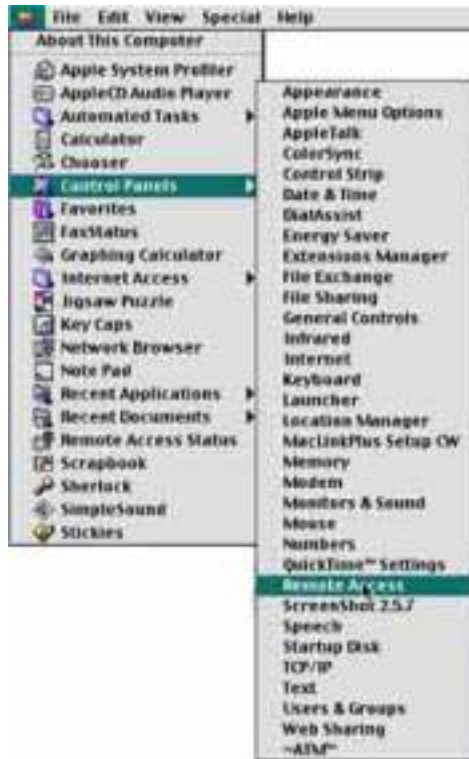 File Edit View Special Help
About This Computer
Apple System Profiler
AppleCD Audio Player
Automated Tasks
Calculator
Chooser
Control Panels
Favorites
FaxStatus
Graphing Calculator
Internet Access
Jigsaw Puzzle
Key Caps
Network Browser
Note Pad
Recent Applications
Recent Documents
Remote Access Status
Scrapbook
Sherlock
SimpleSound
Stickies
Appearance
Apple Menu Options
AppleTalk
ColorSync
Control Strip
Date & Time
DialAssist
Energy Saver
Extensions Manager
File Exchange
File Sharing
General Controls
Infrared
Internet
Keyboard
Launcher
Location Manager
MacLinkPlus Setup CW
Memory
Modem
Monitors & Sound
Mouse
Numbers
QuickTime™ Settings
Remote Access
ScreenShot 2.5.7
Speech
Startup Disk
TCP/IP
Text
Users & Groups
Web Sharing
~ATM™